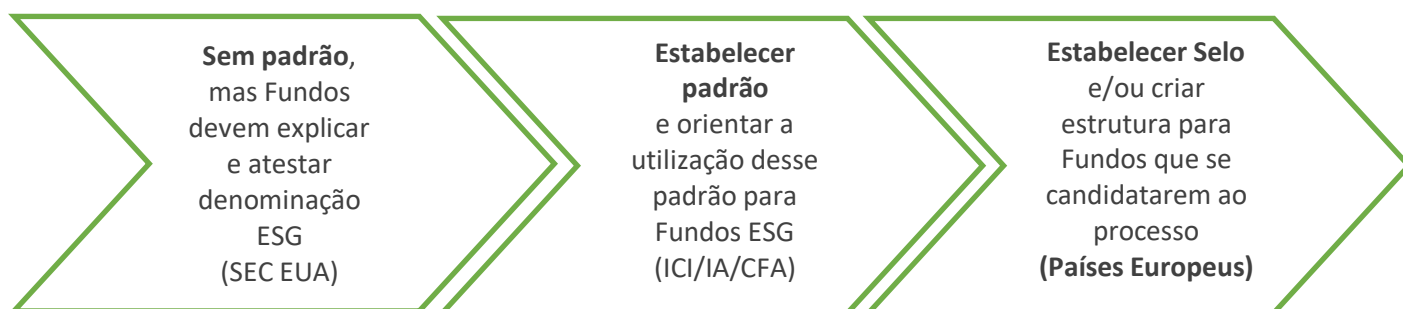 Sem padrão,
mas Fundos
devem explicar
e atestar
denominação
ESG
(SEC EUA)
Estabelecer
padrão
e orientar a
utilização desse
padrão para
Fundos ESG
(ICI/IA/CFA)
Estabelecer Selo
e/ou criar
estrutura para
Fundos que se
candidatarem ao
processo
(Países Europeus)